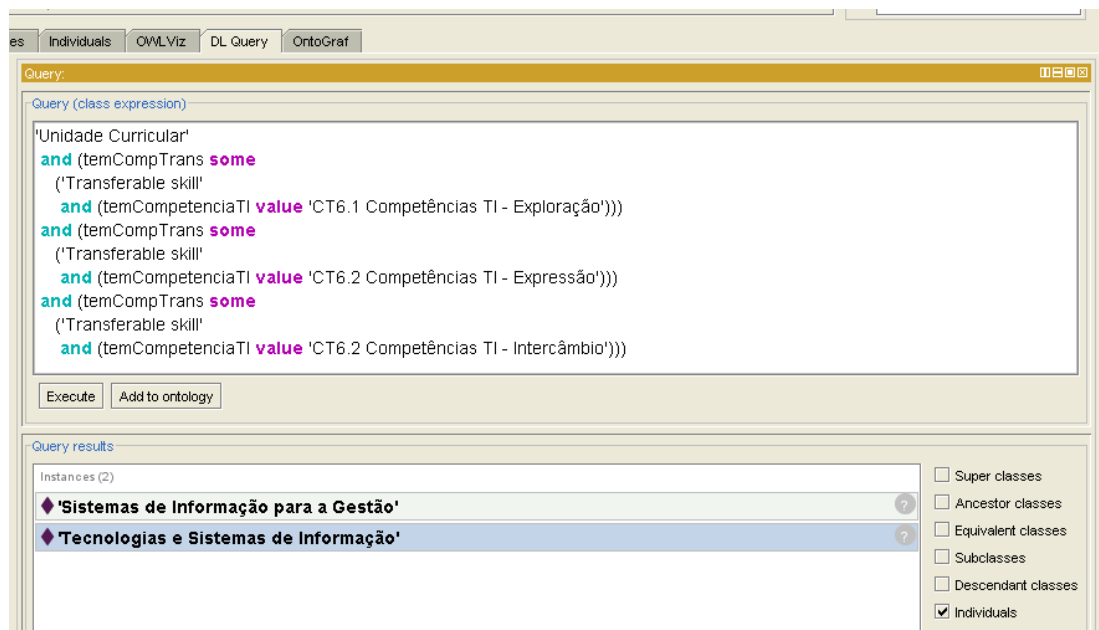 es Individuals OWLViz DL Query OntoGraf
Query:
Query (class expression)
'Unidade Curricular'
and (temCompTrans some
('Transferable skill'
and (temCompetenciaTI value 'CT6.1 Competências TI - Exploração')))
and (temCompTrans some
('Transferable skill'
and (temCompetenciaTI value 'CT6.2 Competências TI - Expressão')))
and (temCompTrans some
('Transferable skill'
and (temCompetenciaTI value 'CT6.2 Competências TI - Intercâmbio')))
Execute Add to ontology
Query results
Instances (2)
'Sistemas de Informação para a Gestão' ?
'Tecnologias e Sistemas de Informação' ?
Super classes
Ancestor classes
Equivalent classes
Subclasses
Descendant classes
Individuals